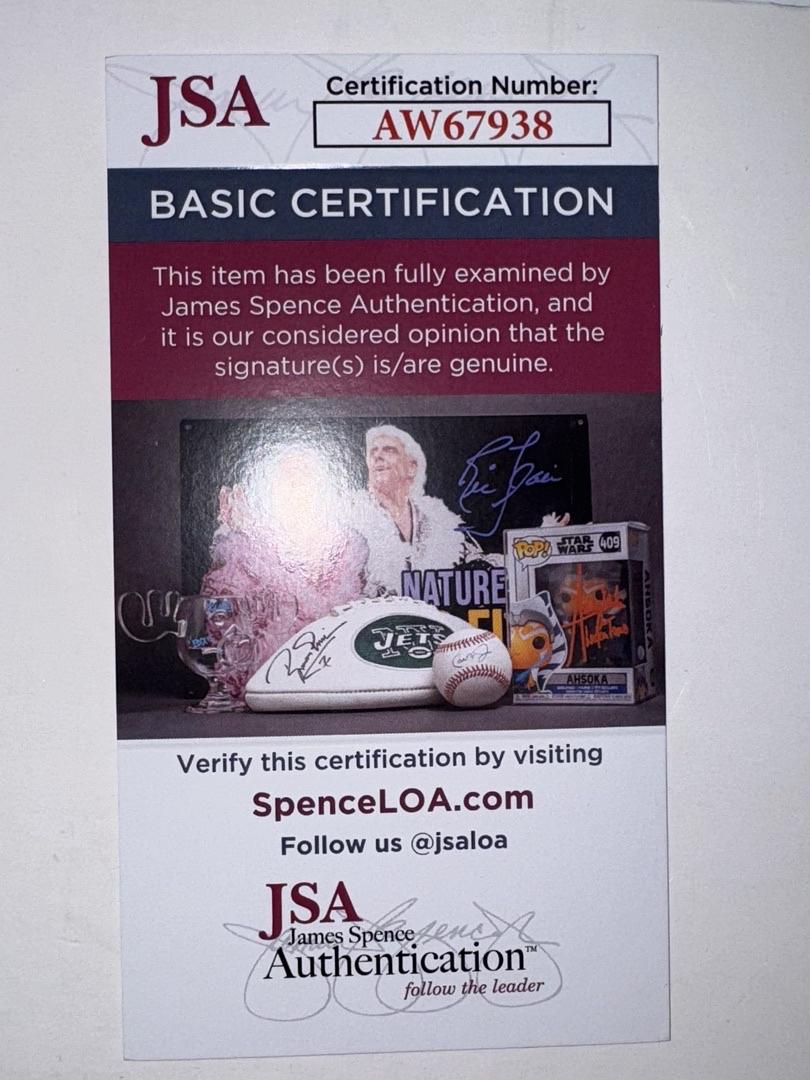 JSA
Certification Number:
AW67938
BASIC CERTIFICATION
This item has been fully examined by
James Spence Authentication, and
it is our considered opinion that the
signature(s) is/are genuine.
NATURE
POP!
STAR WARS
409
JETS
AHSOKA
AHSOKA
Verify this certification by visiting
SpenceLOA.com
Follow us @jsaloa
JSA
James Spence
Authentication™
follow the leader